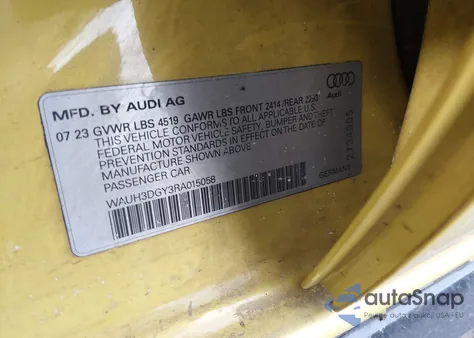 MFD. BY AUDI AG
Audi
07 23 GVWR LBS 4519 GAWR LBS FRONT 2414 /REAR
THIS VEHICLE CONFORMS TO ALL APPLICABLE U.S.
FEDERAL MOTOR VEHICLE SAFETY, BUMPER AND THEFT
PREVENTION STANDARDS IN EFFECT ON THE DATE OF
MANUFACTURE SHOWN ABOVE
PASSENGER CAR
WAUH3DGY3RA015058
GERMANY
autoSnap